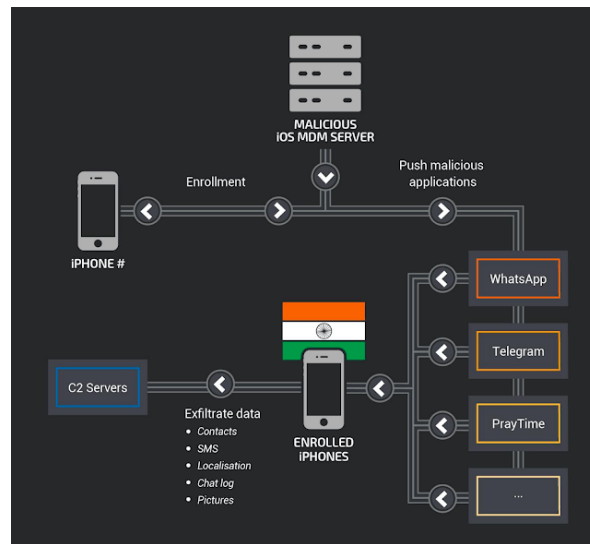 MALICIOUS
iOS MDM SERVER
Enrollment
Push malicious
applications
iPHONE #
WhatsApp
Telegram
PrayTime
...
C2 Servers
Exfiltrate data
• Contacts
• SMS
• Localisation
• Chat log
• Pictures
ENROLLED
iPHONES